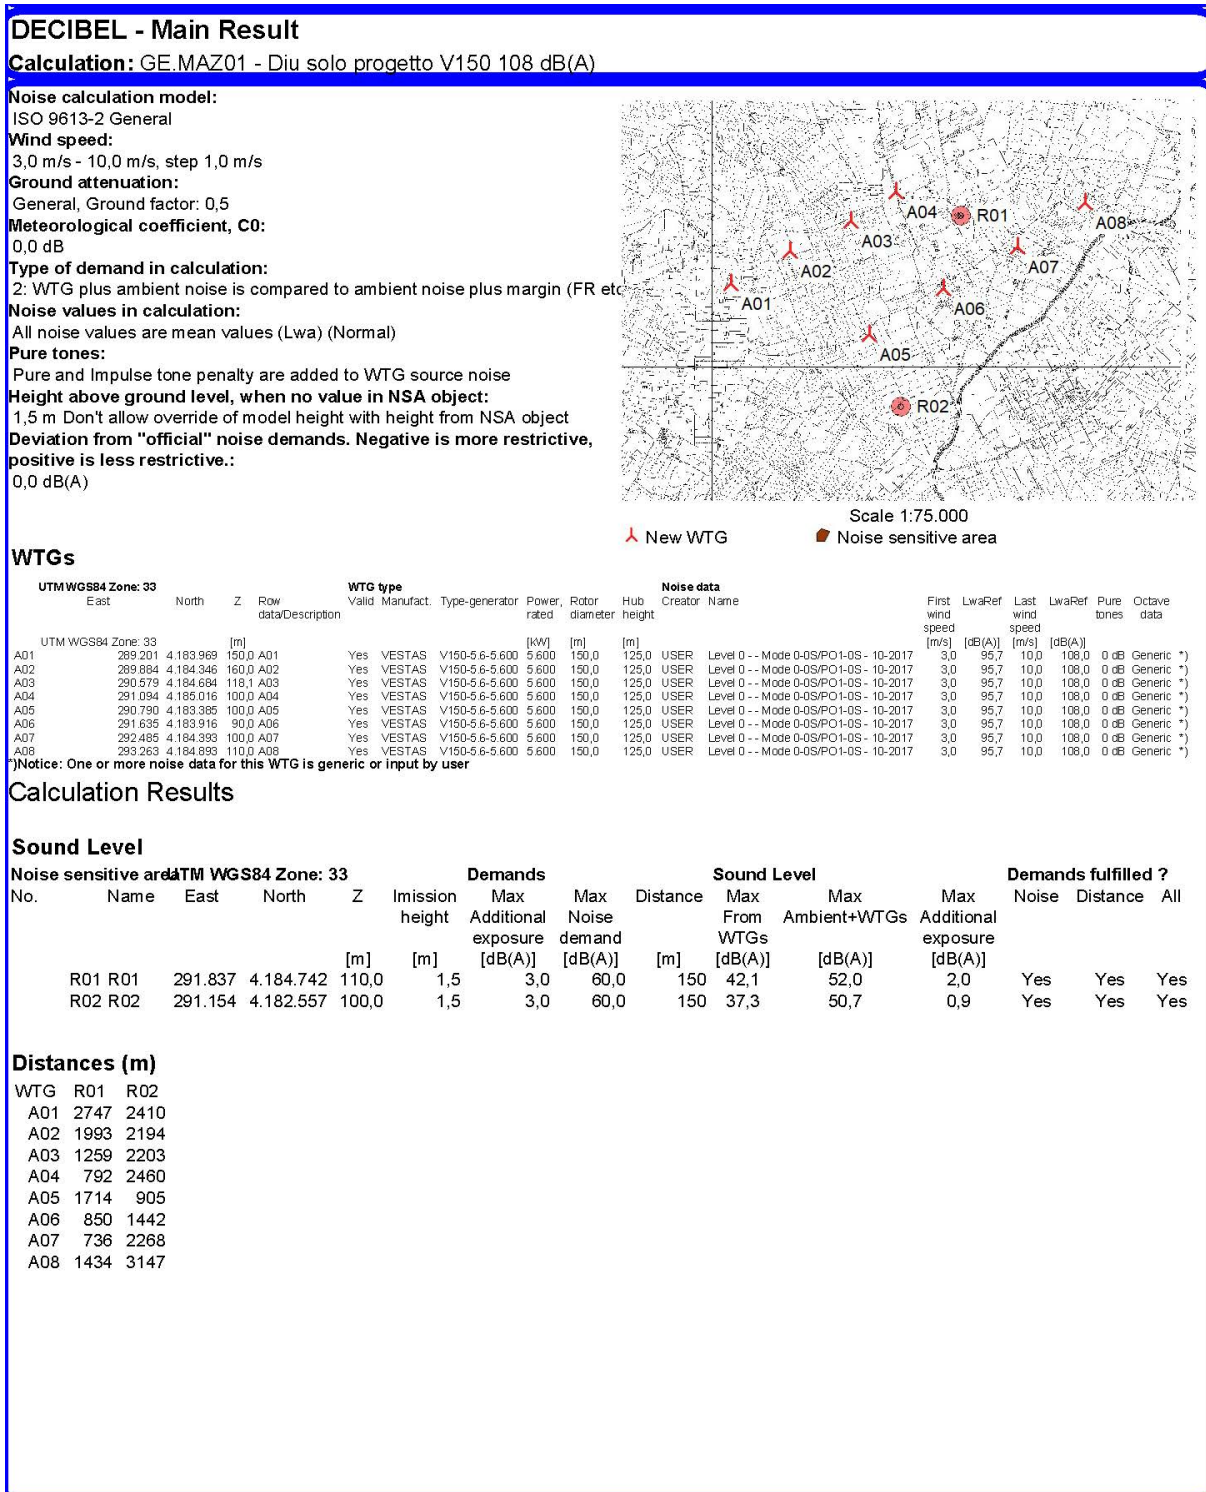 DECIBEL - Main Result
Calculation: GE.MAZ01 - Diu solo progetto V150 108 dB(A)
Noise calculation model:
ISO 9613-2 General
Wind speed:
3,0 m/s - 10,0 m/s, step 1,0 m/s
Ground attenuation:
General, Ground factor: 0,5
Meteorological coefficient, C0:
0,0 dB
Type of demand in calculation:
2: WTG plus ambient noise is compared to ambient noise plus margin (FR etc
Noise values in calculation:
All noise values are mean values (Lwa) (Normal)
Pure tones:
Pure and Impulse tone penalty are added to WTG source noise
Height above ground level, when no value in NSA object:
1,5 m Don't allow override of model height with height from NSA object
Deviation from "official" noise demands. Negative is more restrictive,
positive is less restrictive.:
0,0 dB(A)
A04 R01 A08
A03
A02 A07
A01 A06
A05
R02
Scale 1:75.000
New WTG Noise sensitive area
WTGs
UTM WGS84 Zone: 33 WTG type Noise data
East North Z Row Valid Manufact. Type-generator Power, Rotor Hub Creator Name First LwaRef Last LwaRef Pure Octave
data/Description rated diameter height wind wind tones data
speed speed
UTM WGS84 Zone: 33 [m] [kW] [m] [m] [m/s] [dB(A)] [m/s] [dB(A)]
A01 289.201 4.183.969 150,0 A01 Yes VESTAS V150-5.6-5.600 5.600 150,0 125,0 USER Level 0 - - Mode 0-0S/PO1-0S - 10-2017 3,0 95,7 10,0 108,0 0 dB Generic *)
A02 289.884 4.184.346 160,0 A02 Yes VESTAS V150-5.6-5.600 5.600 150,0 125,0 USER Level 0 - - Mode 0-0S/PO1-0S - 10-2017 3,0 95,7 10,0 108,0 0 dB Generic *)
A03 290.579 4.184.684 118,1 A03 Yes VESTAS V150-5.6-5.600 5.600 150,0 125,0 USER Level 0 - - Mode 0-0S/PO1-0S - 10-2017 3,0 95,7 10,0 108,0 0 dB Generic *)
A04 291.094 4.185.016 100,0 A04 Yes VESTAS V150-5.6-5.600 5.600 150,0 125,0 USER Level 0 - - Mode 0-0S/PO1-0S - 10-2017 3,0 95,7 10,0 108,0 0 dB Generic *)
A05 290.790 4.183.385 100,0 A05 Yes VESTAS V150-5.6-5.600 5.600 150,0 125,0 USER Level 0 - - Mode 0-0S/PO1-0S - 10-2017 3,0 95,7 10,0 108,0 0 dB Generic *)
A06 291.635 4.183.916 90,0 A06 Yes VESTAS V150-5.6-5.600 5.600 150,0 125,0 USER Level 0 - - Mode 0-0S/PO1-0S - 10-2017 3,0 95,7 10,0 108,0 0 dB Generic *)
A07 292.485 4.184.393 100,0 A07 Yes VESTAS V150-5.6-5.600 5.600 150,0 125,0 USER Level 0 - - Mode 0-0S/PO1-0S - 10-2017 3,0 95,7 10,0 108,0 0 dB Generic *)
A08 293.263 4.184.893 110,0 A08 Yes VESTAS V150-5.6-5.600 5.600 150,0 125,0 USER Level 0 - - Mode 0-0S/PO1-0S - 10-2017 3,0 95,7 10,0 108,0 0 dB Generic *)
*)Notice: One or more noise data for this WTG is generic or input by user
Calculation Results
Sound Level
Noise sensitive area UTM WGS84 Zone: 33 Demands Sound Level Demands fulfilled ?
No. Name East North Z Imission Max Max Distance Max Max Max Noise Distance All
height Additional Noise From Ambient+WTGs Additional
exposure demand WTGs exposure
[m] [m] [dB(A)] [dB(A)] [m] [dB(A)] [dB(A)] [dB(A)]
R01 R01 291.837 4.184.742 110,0 1,5 3,0 60,0 150 42,1 52,0 2,0 Yes Yes Yes
R02 R02 291.154 4.182.557 100,0 1,5 3,0 60,0 150 37,3 50,7 0,9 Yes Yes Yes
Distances (m)
WTG R01 R02
A01 2747 2410
A02 1993 2194
A03 1259 2203
A04 792 2460
A05 1714 905
A06 850 1442
A07 736 2268
A08 1434 3147